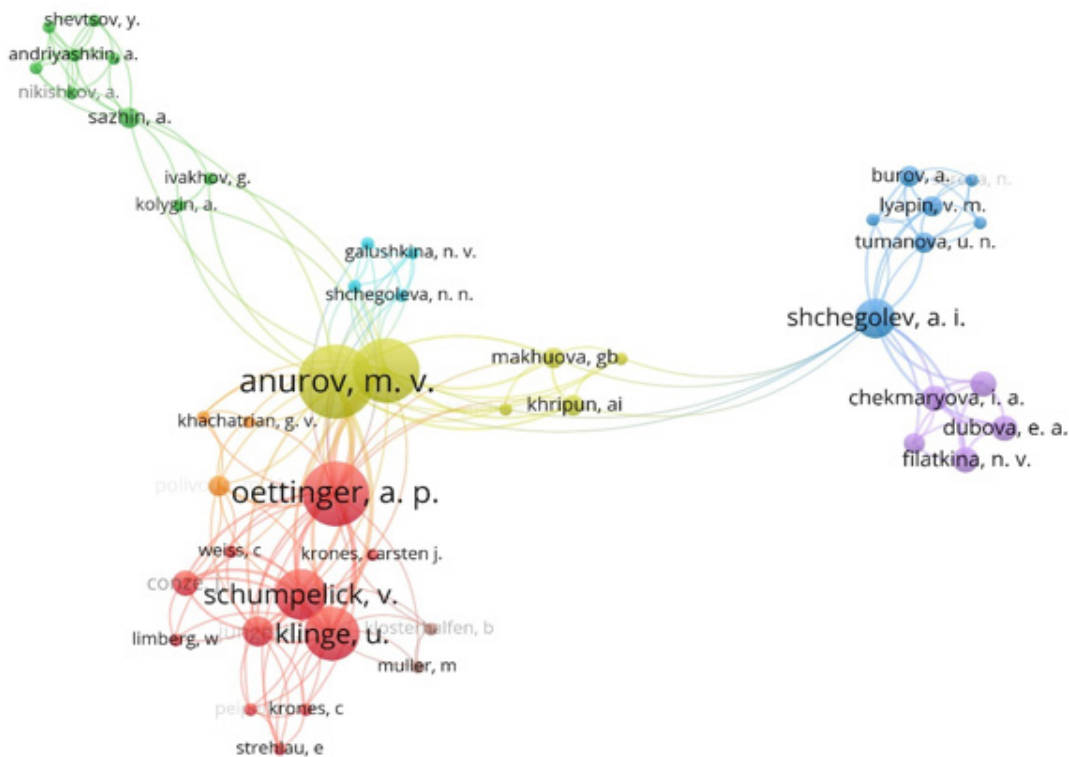 shevtsov, y.
andriyashkin, a.
nikishkov, a.
sazhin, a.
ivakhov, g.
kolygin, a.
galushkina, n. v.
shchegoleva, n. n.
burov, a.
n.
lyapin, v. m.
tumanova, u. n.
shchegolev, a. i.
makhuova, gb
anurov, m. v.
khripun, ai
chekmaryova, i. a.
khachatrian, g. v.
dubova, e. a.
filatkina, n. v.
oettinger, a. p.
weiss, c
krones, carsten j.
schumpelick, v.
klinge, u.
klosterhalfen, b
limberg, w
muller, m
krones, c
strehlau, e